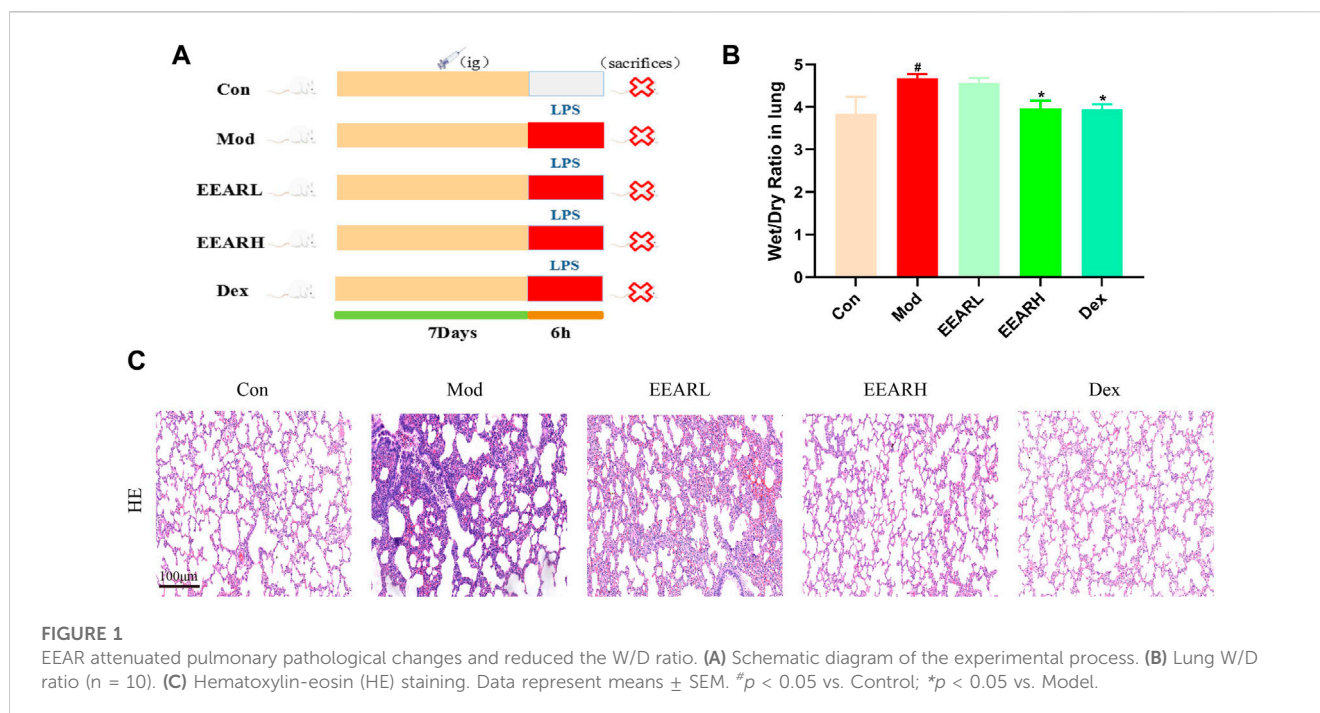 A
(ig)
(sacrifices)
Con
LPS
Mod
LPS
EEARL
LPS
EEARH
LPS
Dex
7Days
6h
B
Wet/Dry Ratio in lung
5
4
3
2
1
0
#
*
*
Con
Mod
EEARL
EEARH
Dex
C
Con
Mod
EEARL
EEARH
Dex
HE
100μm
FIGURE 1
EEAR attenuated pulmonary pathological changes and reduced the W/D ratio. (A) Schematic diagram of the experimental process. (B) Lung W/D
ratio (n = 10). (C) Hematoxylin-eosin (HE) staining. Data represent means ± SEM. #p < 0.05 vs. Control; *p < 0.05 vs. Model.